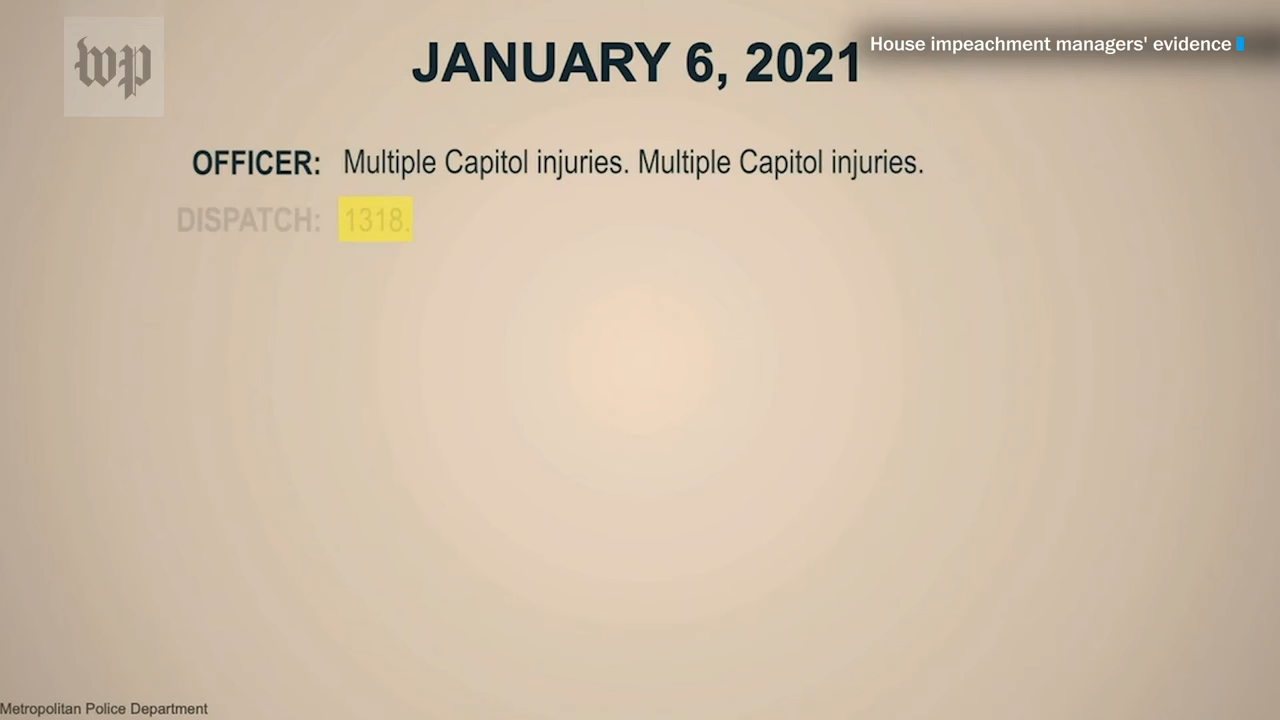 wp
JANUARY 6, 2021
House impeachment managers' evidence
OFFICER: Multiple Capitol injuries. Multiple Capitol injuries.
DISPATCH: 1318.
Metropolitan Police Department